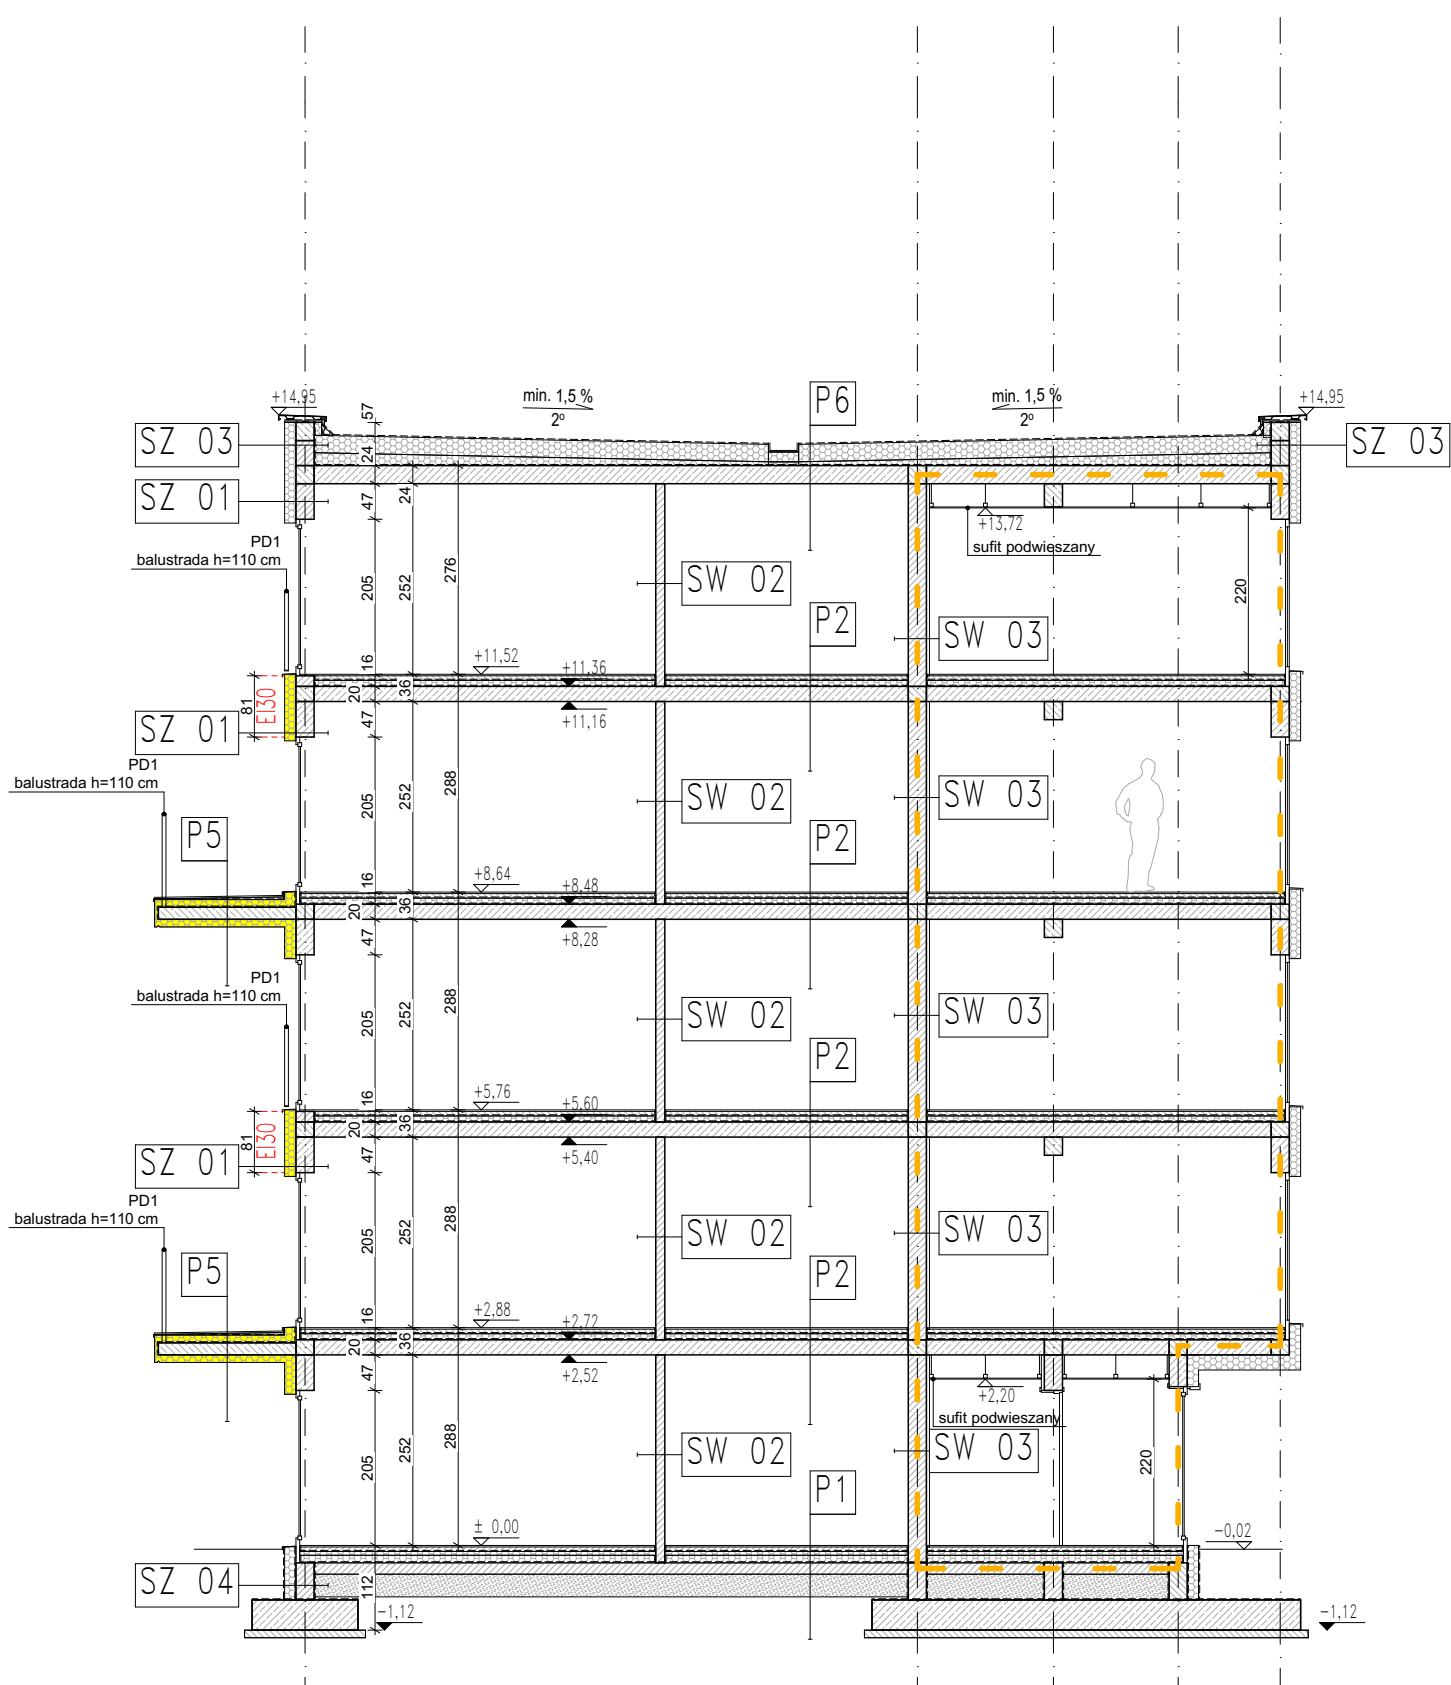 +14,95
min. 1,5 %
2º
P6
min. 1,5 %
2º
+14,95
57
SZ 03
24
SZ 03
SZ 01
47
24
+13,72
sufit podwieszany
PD1
balustrada h=110 cm
205
252
276
SW 02
220
P2
SW 03
16
+11,52
+11,36
81
EI30
20
36
+11,16
SZ 01
47
PD1
balustrada h=110 cm
205
252
288
SW 02
SW 03
P5
P2
16
+8,64
+8,48
20
36
+8,28
47
PD1
balustrada h=110 cm
205
252
288
SW 02
SW 03
P2
16
+5,76
+5,60
81
EI30
20
36
+5,40
SZ 01
47
PD1
balustrada h=110 cm
205
252
288
SW 02
SW 03
P5
P2
16
+2,88
+2,72
20
36
+2,52
47
+2,20
sufit podwieszany
205
252
288
SW 02
SW 03
220
P1
± 0,00
-0,02
SZ 04
112
-1,12
-1,12